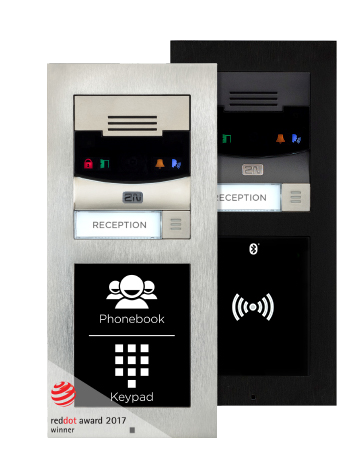 2N
RECEPTION
Phonebook
Keypad
reddot award 2017
winner
2N
RECEPTION